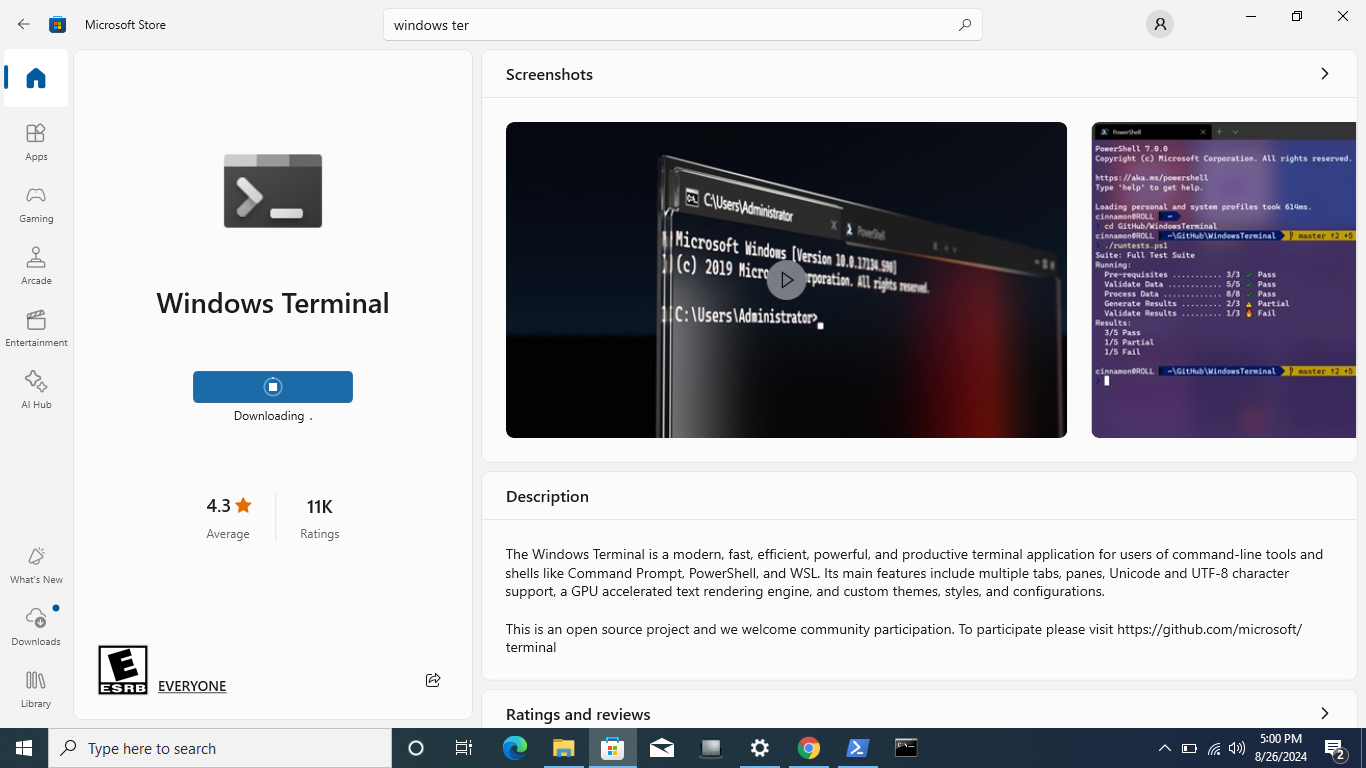 Microsoft Store
windows ter
Apps
Gaming
Arcade
Entertainment
AI Hub
What's New
Downloads
Library
Windows Terminal
Downloading .
4.3
Average
11K
Ratings
E
ESRB
EVERYONE
Screenshots
C:\Users\Administrator X
PowerShell
Microsoft Windows [Version 10.0.17134.590]
(c) 2019 Micro
rporation. All rights reserved.
C:\Users\Administrator>
PowerShell
PowerShell 7.0.0
Copyright (c) Microsoft Corporation. All rights reserved.
https://aka.ms/powershell
Type 'help' to get help.
Loading personal and system profiles took 614ms.
cinnamon@ROLL ~
> cd GitHub/WindowsTerminal
cinnamon@ROLL ~\GitHub\WindowsTerminal master ↑2 +5
> ./runtests.ps1
Suite: Full Test Suite
Running:
Pre-requisites ........... 3/3 ✔ Pass
Validate Data ............ 5/5 ✔ Pass
Process Data ............. 8/8 ✔ Pass
Generate Results ......... 2/3 ⚠ Partial
Validate Results ......... 1/3 🔥 Fail
Results:
3/5 Pass
1/5 Partial
1/5 Fail
cinnamon@ROLL ~\GitHub\WindowsTerminal master ↑2 +5
Description
The Windows Terminal is a modern, fast, efficient, powerful, and productive terminal application for users of command-line tools and
shells like Command Prompt, PowerShell, and WSL. Its main features include multiple tabs, panes, Unicode and UTF-8 character
support, a GPU accelerated text rendering engine, and custom themes, styles, and configurations.
This is an open source project and we welcome community participation. To participate please visit https://github.com/microsoft/
terminal
Ratings and reviews
Type here to search
5:00 PM
8/26/2024
2